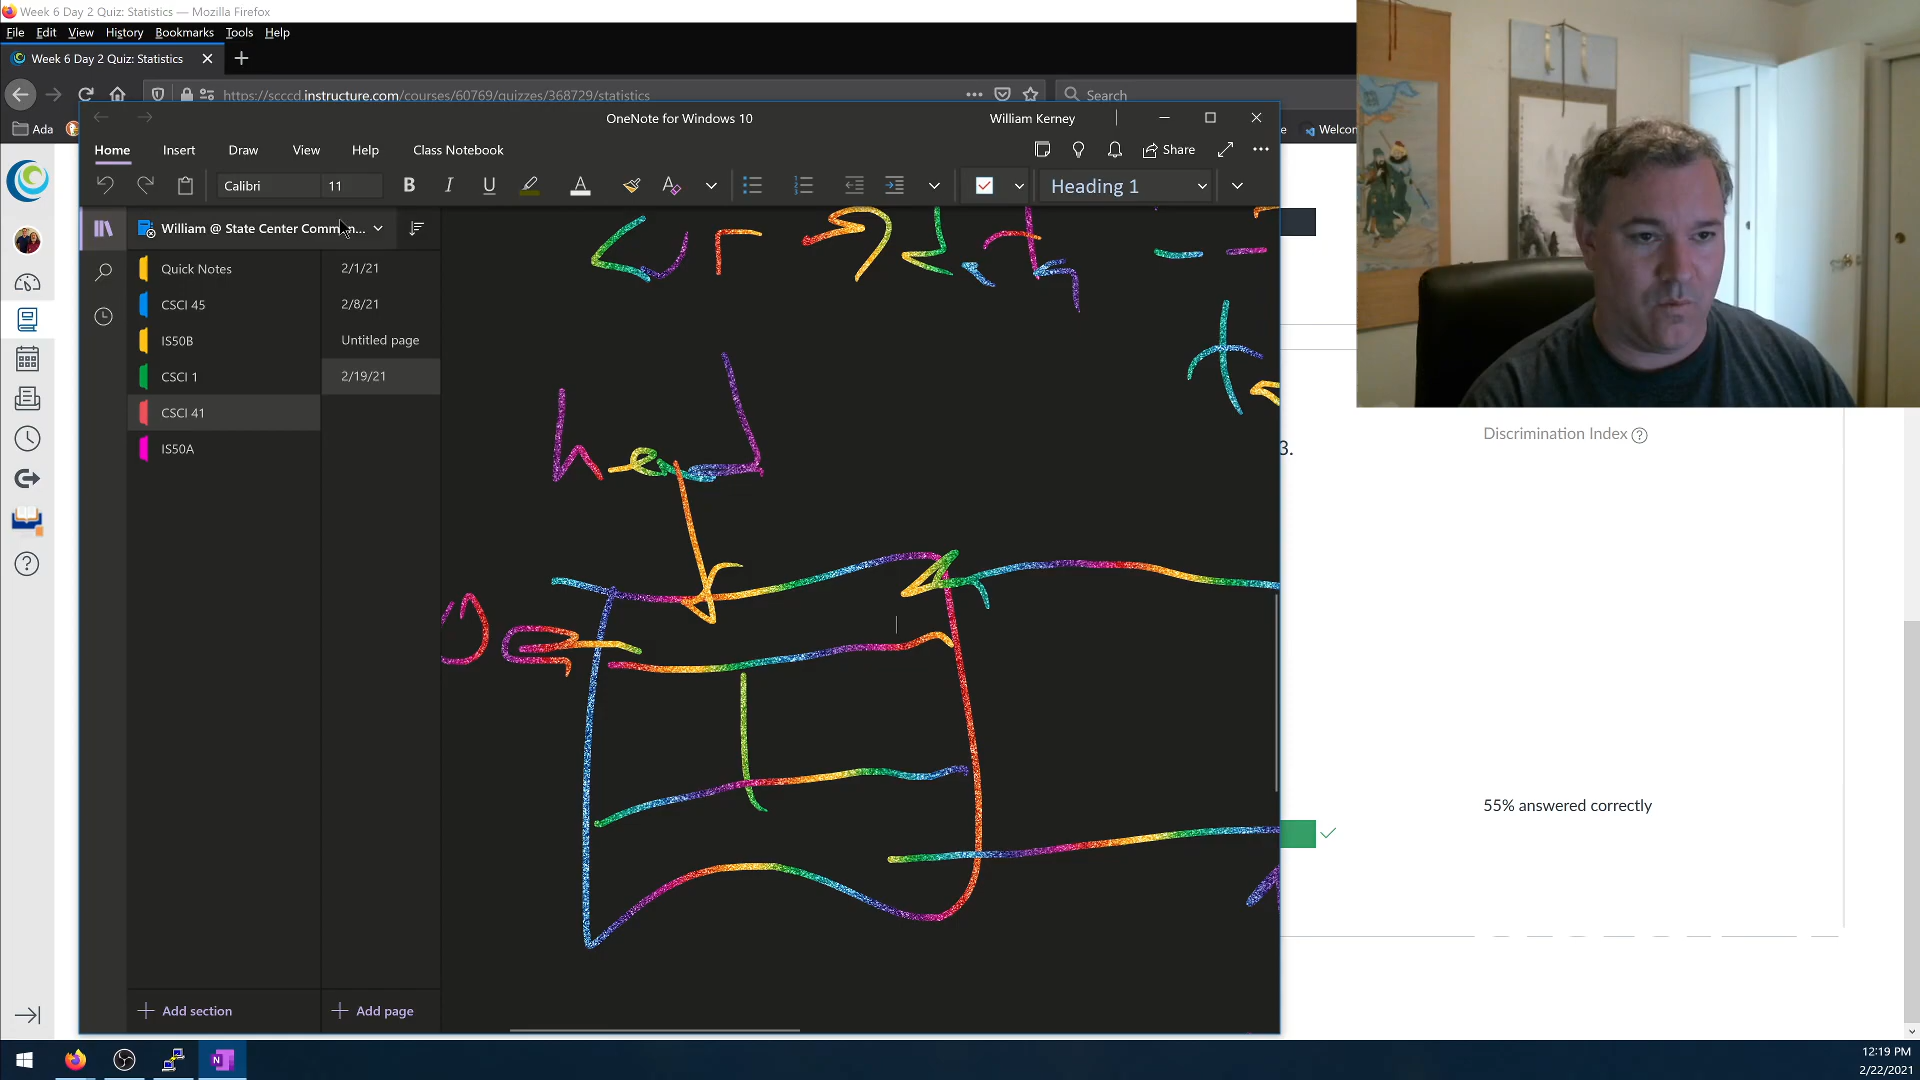 Week 6 Day 2 Quiz: Statistics — Mozilla Firefox
File Edit View History Bookmarks Tools Help
Week 6 Day 2 Quiz: Statistics
https://scccd.instructure.com/courses/60769/quizzes/368729/statistics
Search
Ada
Welcom
OneNote for Windows 10
William Kerney
Home Insert Draw View Help Class Notebook
Share
Calibri 11 B I U A A Heading 1
William @ State Center Comm...
Quick Notes
CSCI 45
IS50B
CSCI 1
CSCI 41
IS50A
2/1/21
2/8/21
Untitled page
2/19/21
head
3.
Discrimination Index ?
55% answered correctly
Add section
Add page
12:19 PM
2/22/2021